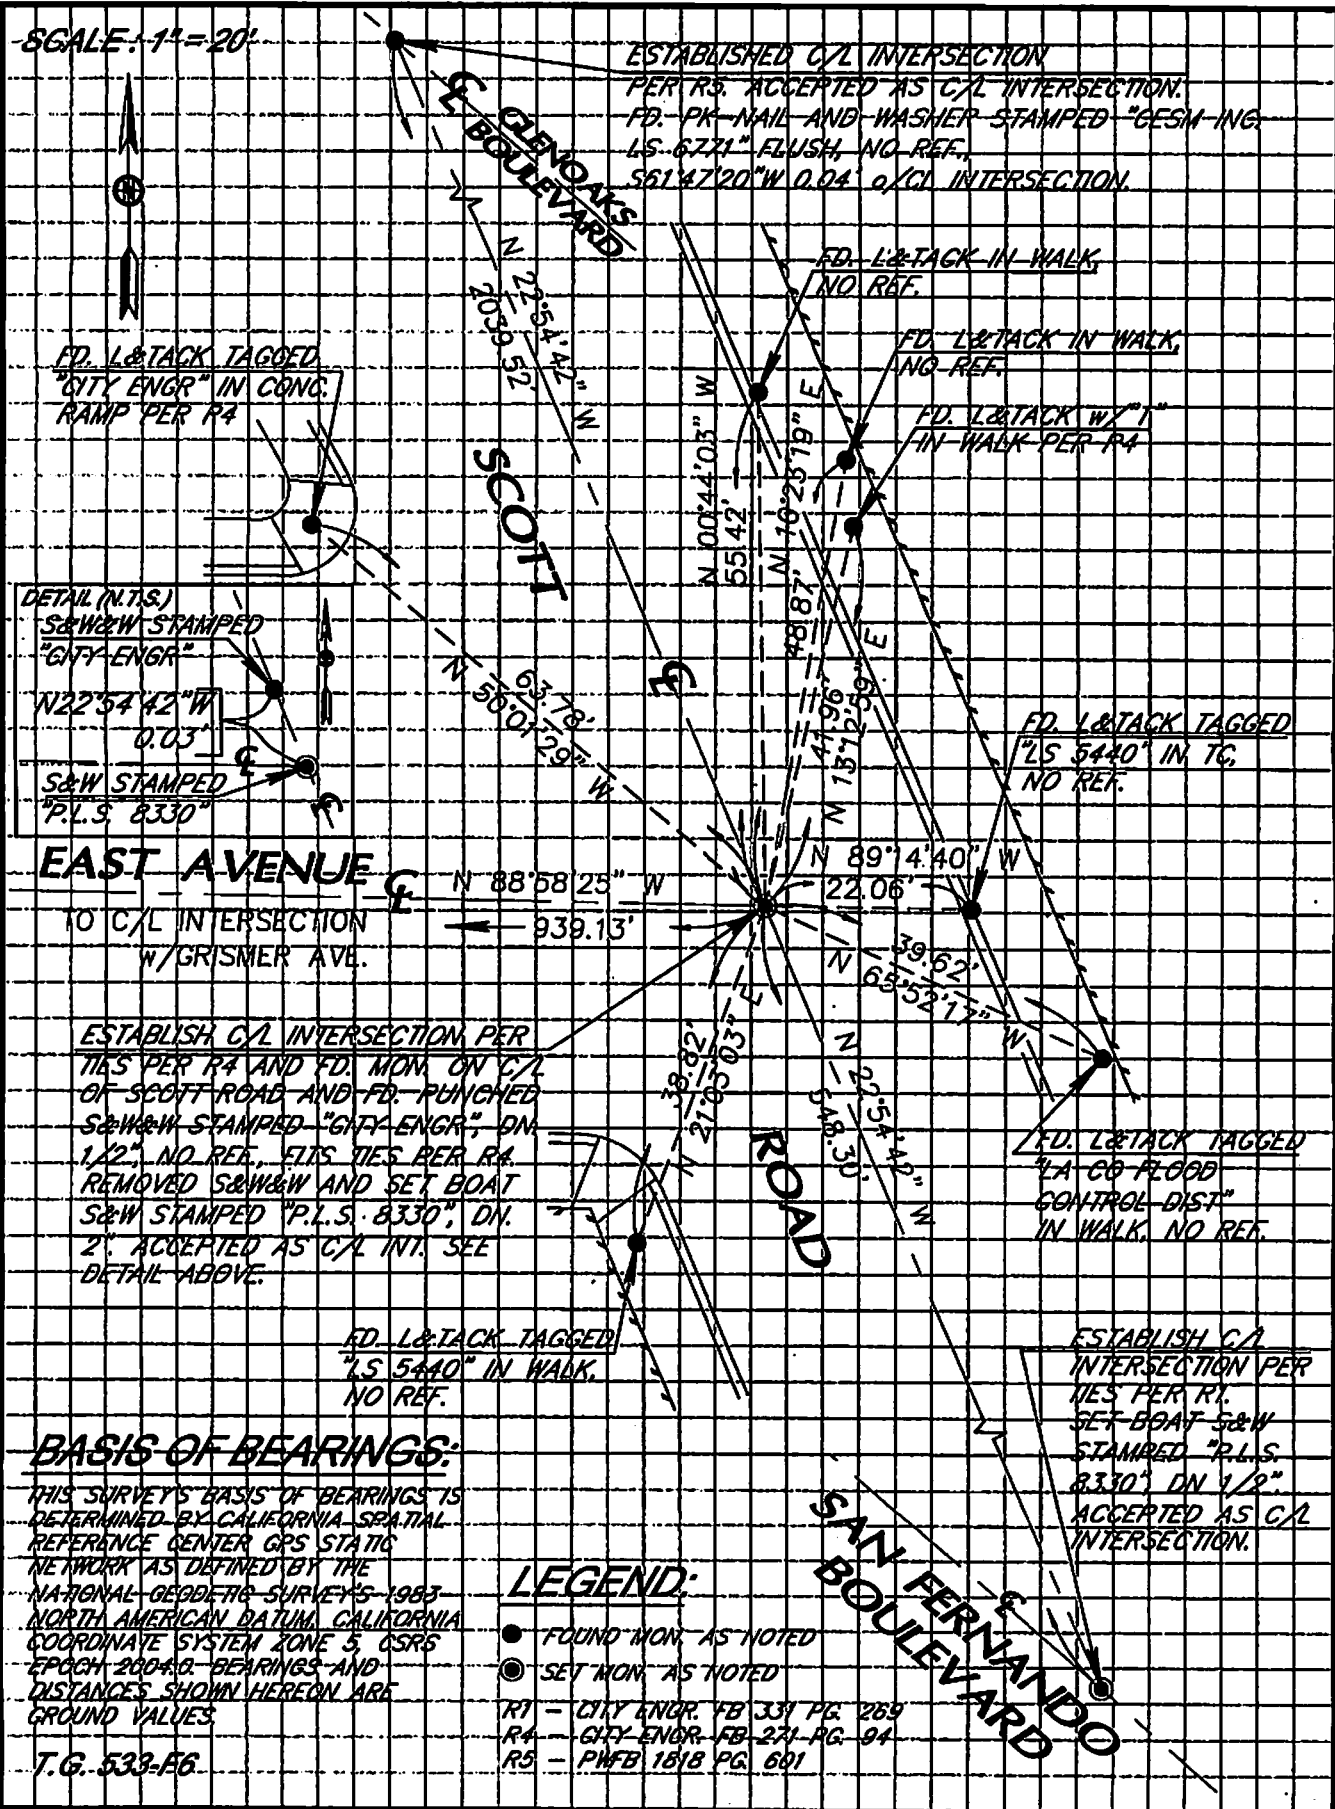 SCALE: 1" = 20'
ESTABLISHED C/L INTERSECTION
PER R5. ACCEPTED AS C/L INTERSECTION.
FD. PK NAIL AND WASHER STAMPED "CESM INC.
LS 6771" FLUSH, NO REF.,
S61°47'20"W 0.04' o/CL INTERSECTION.
℄ GLENOAKS
BOULEVARD
FD. L&TACK IN WALK,
NO REF.
FD. L&TACK IN WALK,
NO REF.
FD. L&TACK w/"T"
IN WALK PER R4
FD. L&TACK TAGGED
"CITY ENGR" IN CONC.
RAMP PER R4
N 22°54'42" W
2039.52'
SCOTT
℄
N 00°44'03" W
55.42'
N 10°23'19" E
48.87'
41.96'
N 13°12'59" E
DETAIL (N.T.S.)
S&W&W STAMPED
"CITY ENGR"
N22°54'42"W
0.03'
℄
S&W STAMPED
"P.L.S. 8330"
℄
63.78'
N 50°01'29" W
FD. L&TACK TAGGED
"LS 5440" IN TC,
NO REF.
EAST AVENUE ℄
N 88°58'25" W
939.13'
TO C/L INTERSECTION
w/GRISMER AVE.
N 89°14'40" W
22.06'
39.62'
N 65°52'17" W
ESTABLISH C/L INTERSECTION PER
TIES PER R4 AND FD. MON. ON C/L
OF SCOTT ROAD AND FD. PUNCHED
S&W&W STAMPED "CITY ENGR", DN.
1/2", NO REF., FITS TIES PER R4.
REMOVED S&W&W AND SET BOAT
S&W STAMPED "P.L.S. 8330", DN.
2". ACCEPTED AS C/L INT. SEE
DETAIL ABOVE.
38.82'
N 21°03'03" E
ROAD
N 22°54'42" W
548.30'
FD. L&TACK TAGGED
"LA CO FLOOD
CONTROL DIST"
IN WALK, NO REF.
FD. L&TACK TAGGED
"LS 5440" IN WALK,
NO REF.
ESTABLISH C/L
INTERSECTION PER
TIES PER R1.
SET BOAT S&W
STAMPED "P.L.S.
8330", DN 1/2".
ACCEPTED AS C/L
INTERSECTION.
BASIS OF BEARINGS:
THIS SURVEY'S BASIS OF BEARINGS IS
DETERMINED BY CALIFORNIA SPATIAL
REFERENCE CENTER GPS STATIC
NETWORK AS DEFINED BY THE
NATIONAL GEODETIC SURVEY'S 1983
NORTH AMERICAN DATUM, CALIFORNIA
COORDINATE SYSTEM ZONE 5, CSRS
EPOCH 2004.0. BEARINGS AND
DISTANCES SHOWN HEREON ARE
GROUND VALUES.
T.G. 533-F6
LEGEND:
FOUND MON. AS NOTED
SET MON. AS NOTED
R1 - CITY ENGR. FB 331 PG. 269
R4 - CITY ENGR. FB 271 PG. 94
R5 - PWFB 1818 PG. 601
℄
SAN FERNANDO
BOULEVARD